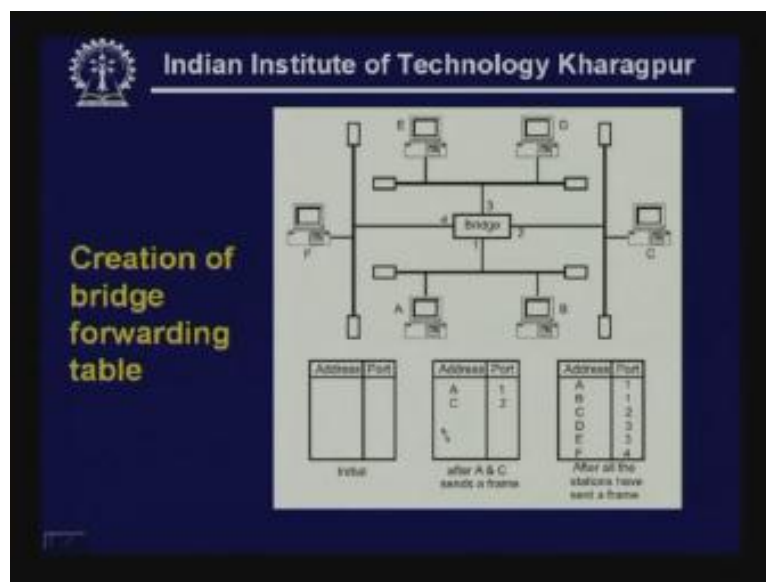 Indian Institute of Technology Kharagpur
Creation of
bridge
forwarding
table
E
D
3
4
Bridge
2
1
F
C
A
B
Address Port
Initial
Address Port
A 1
C 2
after A & C
sends a frame
Address Port
A 1
B 1
C 2
D 3
E 3
F 4
After all the
stations have
sent a frame